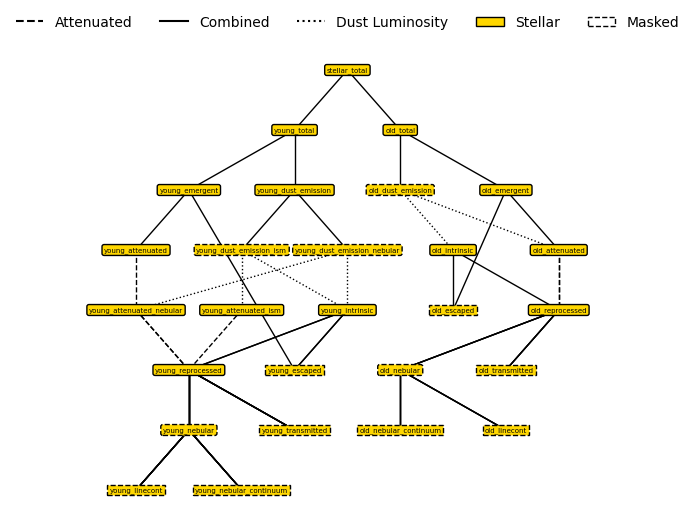 Attenuated Combined Dust Luminosity Stellar Masked
stellar_total
young_total old_total
young_emergent young_dust_emission old_dust_emission old_emergent
young_attenuated young_dust_emission_ism young_dust_emission_nebular old_intrinsic old_attenuated
young_attenuated_nebular young_attenuated_ism young_intrinsic old_escaped old_reprocessed
young_reprocessed young_escaped old_nebular old_transmitted
young_nebular young_transmitted old_nebular_continuum old_linecont
young_linecont young_nebular_continuum